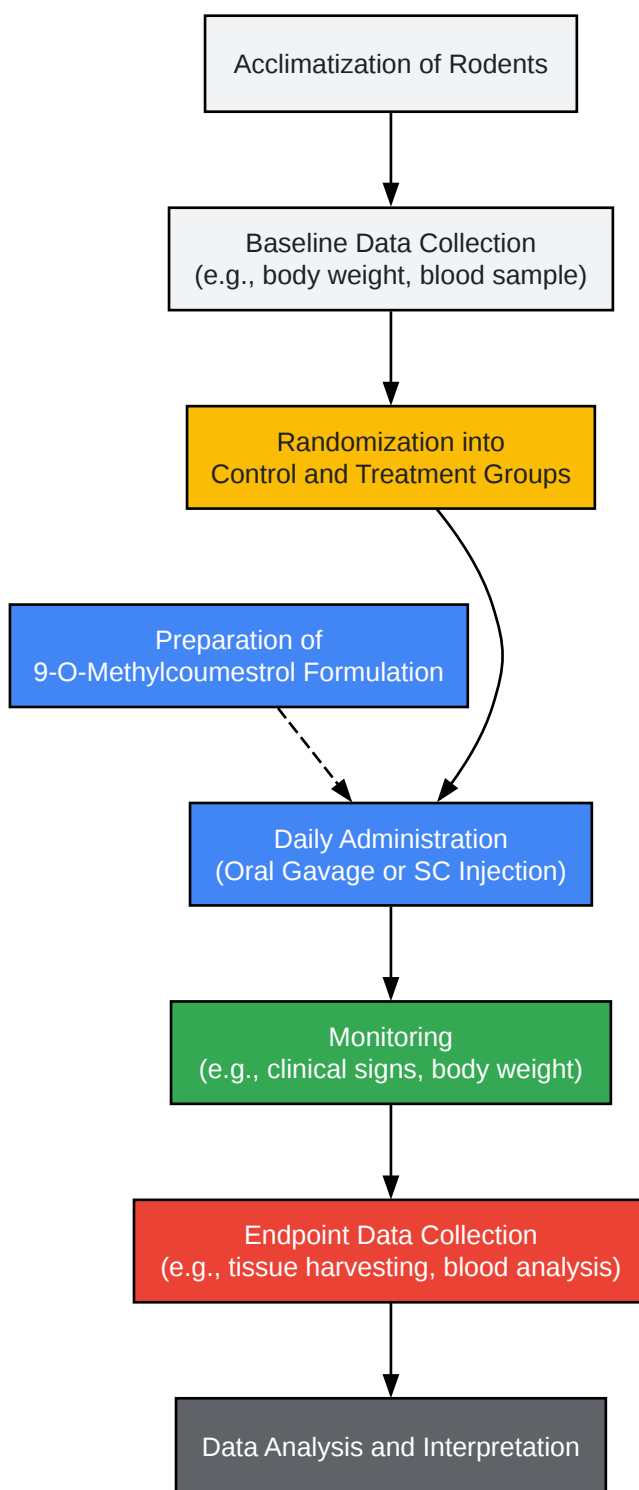 Acclimatization of Rodents
Baseline Data Collection
(e.g., body weight, blood sample)
Randomization into
Control and Treatment Groups
Preparation of
9-O-Methylcoumestrol Formulation
Daily Administration
(Oral Gavage or SC Injection)
Monitoring
(e.g., clinical signs, body weight)
Endpoint Data Collection
(e.g., tissue harvesting, blood analysis)
Data Analysis and Interpretation